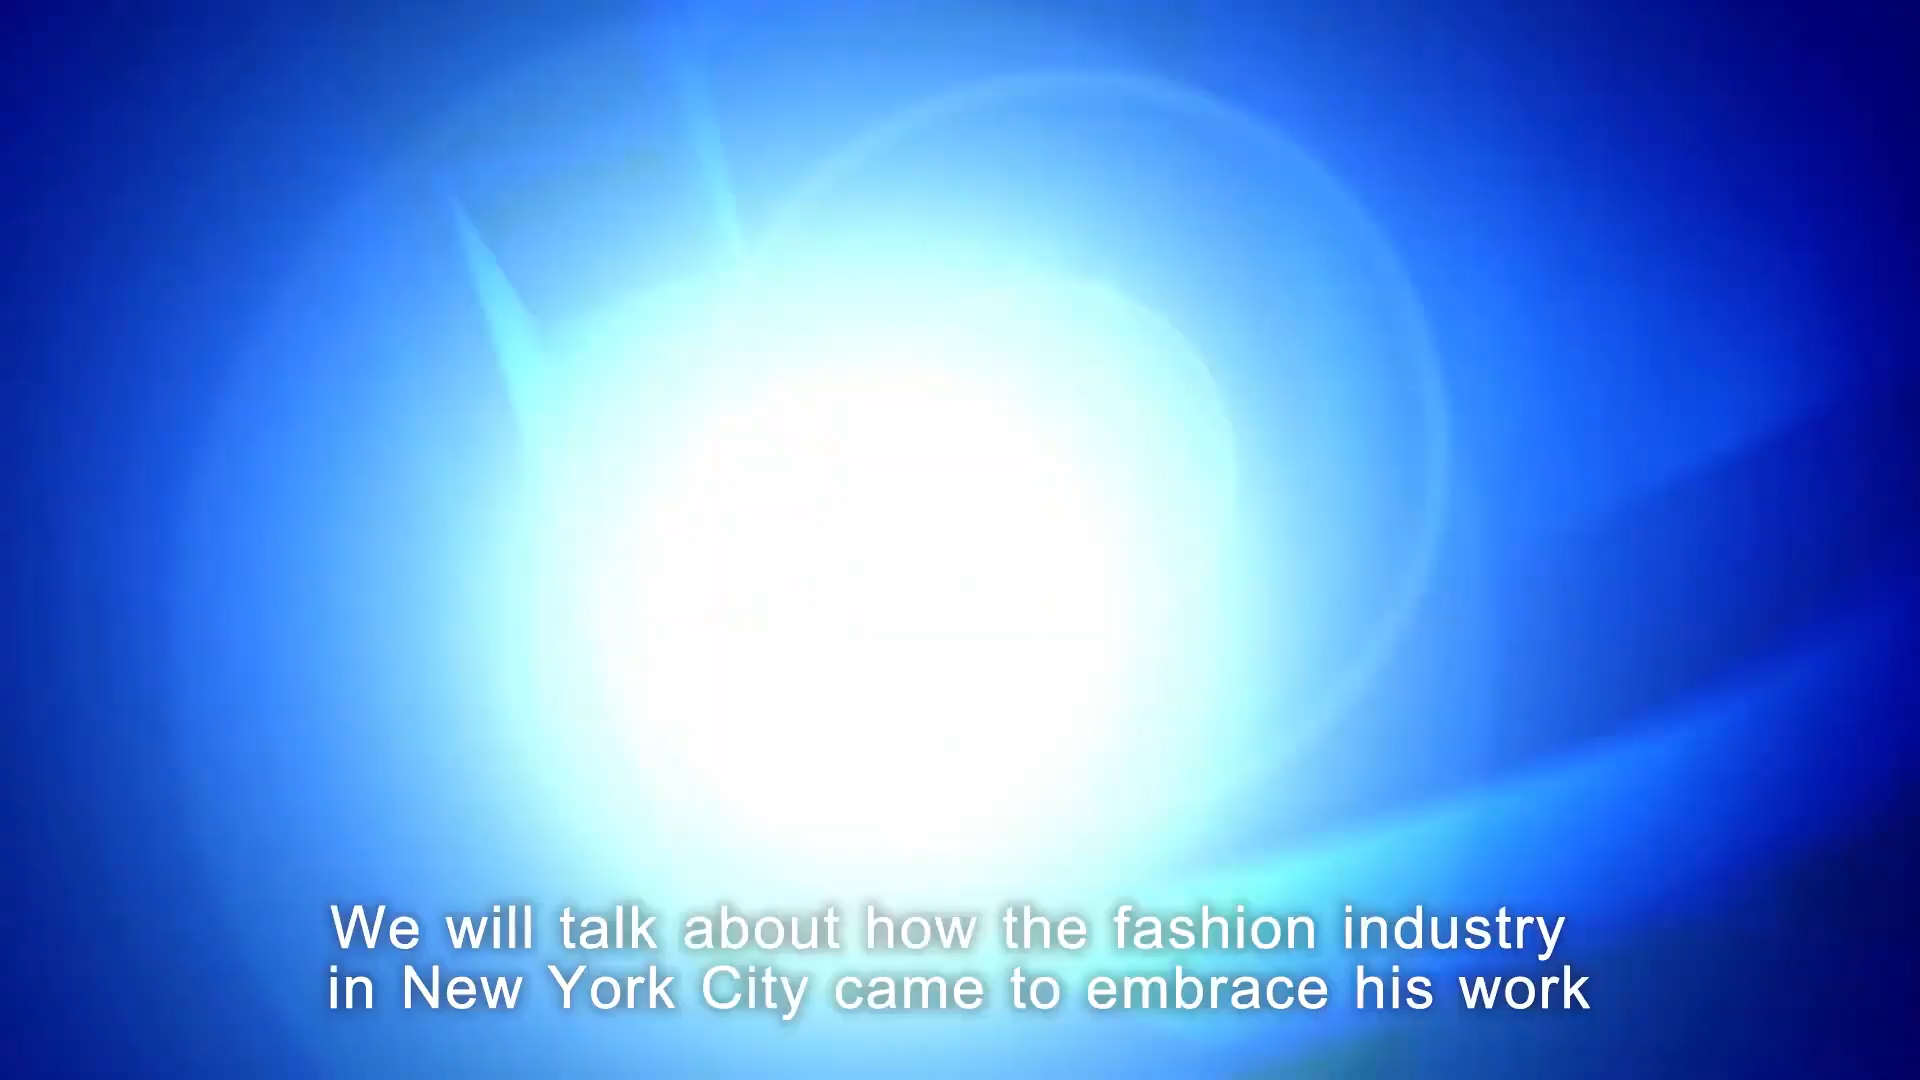 We will talk about how the fashion industry
in New York City came to embrace his work